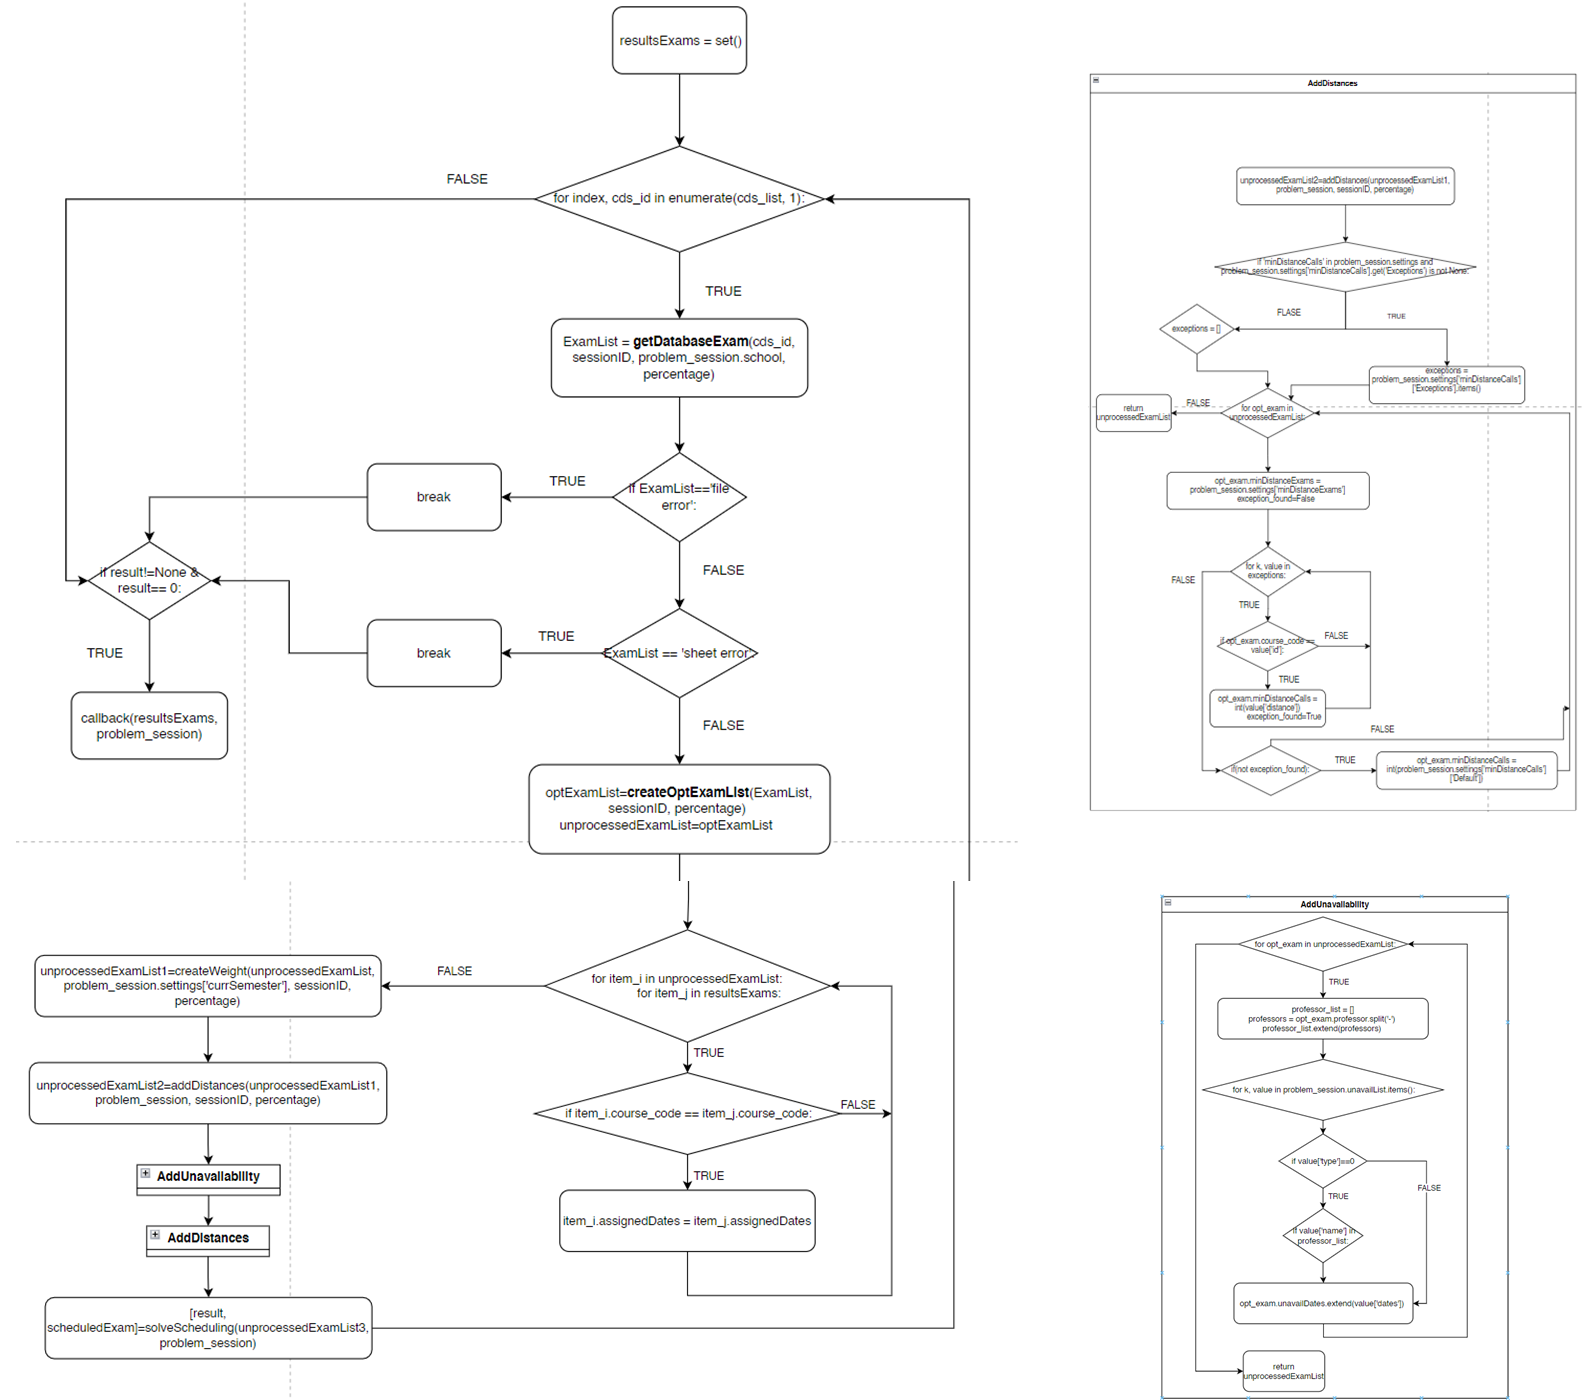 resultsExams = set()
FALSE
for index, cds_id in enumerate(cds_list, 1):
TRUE
ExamList = getDatabaseExam(cds_id,
sessionID, problem_session.school,
percentage)
break
TRUE
if ExamList=='file
error':
FALSE
if result!=None &
result== 0:
TRUE
break
TRUE
ExamList == 'sheet error':
FALSE
callback(resultsExams,
problem_session)
optExamList=createOptExamList(ExamList,
sessionID, percentage)
unprocessedExamList=optExamList
for item_i in unprocessedExamList:
for item_j in resultsExams:
FALSE
TRUE
unprocessedExamList1=createWeight(unprocessedExamList,
problem_session.settings['currSemester'], sessionID,
percentage)
unprocessedExamList2=addDistances(unprocessedExamList1,
problem_session, sessionID, percentage)
if item_i.course_code == item_j.course_code:
FALSE
TRUE
item_i.assignedDates = item_j.assignedDates
AddUnavailability
AddDistances
[result,
scheduledExam]=solveScheduling(unprocessedExamList3,
problem_session)
AddDistances
unprocessedExamList2=addDistances(unprocessedExamList1,
problem_session, sessionID, percentage)
if 'minDistanceCalls' in problem_session.settings and
problem_session.settings['minDistanceCalls'].get('Exceptions') is not None:
FLASE
TRUE
exceptions = []
exceptions =
problem_session.settings['minDistanceCalls']
['Exceptions'].items()
return
unprocessedExamList
FALSE
for opt_exam in
unprocessedExamList:
opt_exam.minDistanceExams =
problem_session.settings['minDistanceExams']
exception_found=False
for k, value in
exceptions:
FALSE
TRUE
if opt_exam.course_code ==
value['id']:
FALSE
TRUE
opt_exam.minDistanceCalls =
int(value['distance'])
exception_found=True
FALSE
if(not exception_found):
TRUE
opt_exam.minDistanceCalls =
int(problem_session.settings['minDistanceCalls']
['Default'])
AddUnavailability
for opt_exam in unprocessedExamList:
TRUE
professor_list = []
professors = opt_exam.professor.split('-')
professor_list.extend(professors)
for k, value in problem_session.unavailList.items():
if value['type']==0
FALSE
TRUE
if value['name'] in
professor_list:
opt_exam.unavailDates.extend(value['dates'])
return
unprocessedExamList